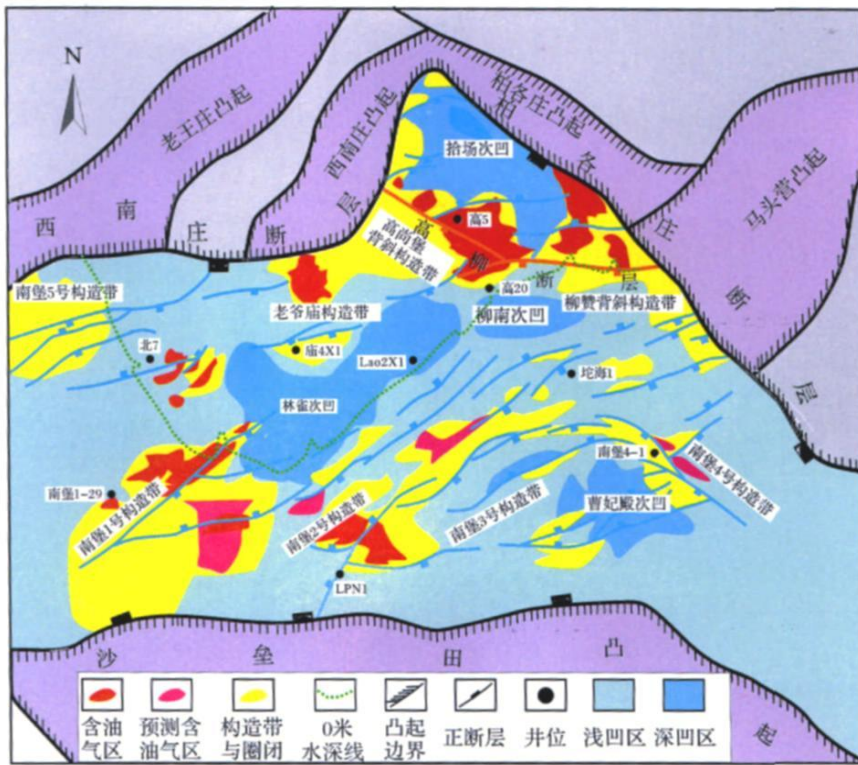 N
老王庄凸起
西南庄凸起
柏各庄凸起
马头营凸起
拾场次凹
西南庄断层
柏各庄断层
高5
高尚堡
背斜构造带
高柳断层
南堡5号构造带
老爷庙构造带
高20
柳赞背斜构造带
柳南次凹
北7
庙4X1
Lao2X1
坨海1
林雀次凹
南堡4-1
南堡4号构造带
南堡1-29
南堡1号构造带
南堡2号构造带
南堡3号构造带
曹妃殿次凹
LPN1
沙垒田凸起
含油
气区
预测含
油气区
构造带
与圈闭
0米
水深线
凸起
边界
正断层
井位
浅凹区
深凹区